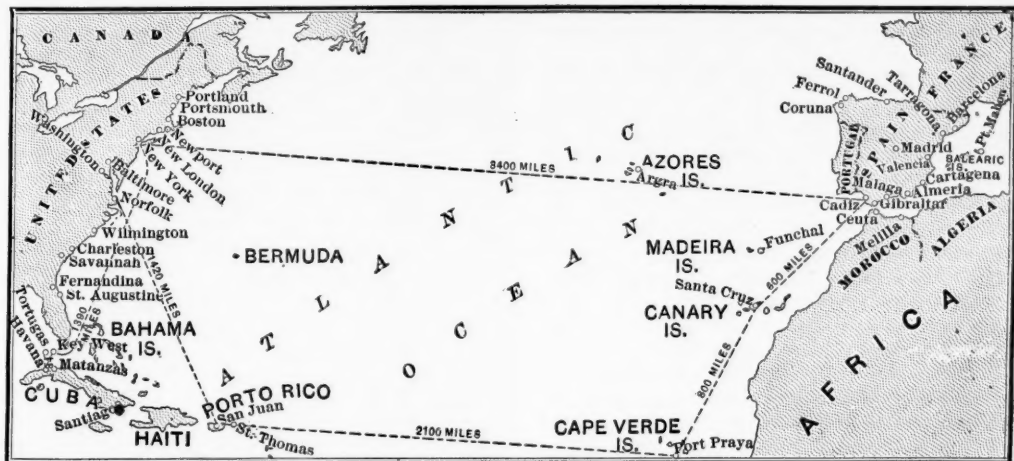 CANADA
UNITED STATES
Portland
Portsmouth
Boston
Newport
New London
New York
Washington
Baltimore
Norfolk
Wilmington
Charleston
Savannah
Fernandina
St. Augustine
Tortugas
Havana
Key West
Matanzas
CUBA
Santiago
HAITI
BAHAMA
IS.
BERMUDA
PORTO RICO
San Juan
St. Thomas
1390
MILES
1420 MILES
3400 MILES
2100 MILES
800 MILES
800 MILES
ATLANTIC
OCEAN
AZORES
IS.
Argra
MADEIRA
IS.
Funchal
Santa Cruz
CANARY
IS.
CAPE VERDE
IS.
Port Praya
FRANCE
SPAIN
PORTUGAL
Santander
Ferrol
Coruna
Tarragona
Barcelona
Pt. Mahon
Madrid
Valencia
BALEARIC
IS.
Cartagena
Malaga
Almeria
Cadiz
Gibraltar
Ceuta
Melilla
MOROCCO
ALGERIA
AFRICA